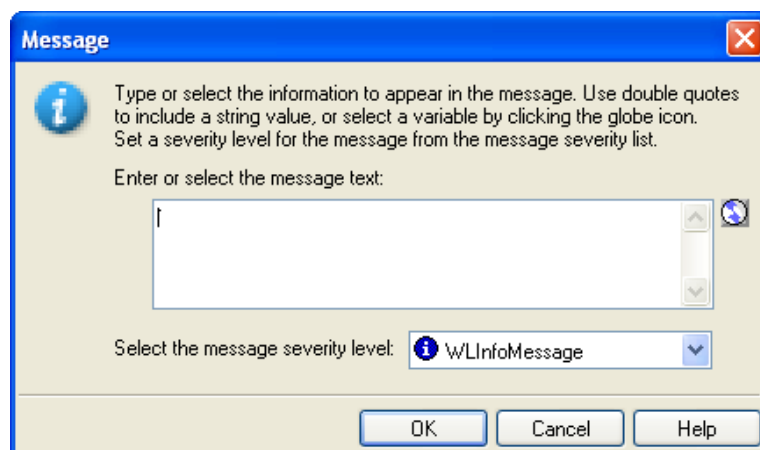 Message
Type or select the information to appear in the message. Use double quotes
to include a string value, or select a variable by clicking the globe icon.
Set a severity level for the message from the message severity list.
Enter or select the message text:
Select the message severity level: WLInfoMessage
OK Cancel Help